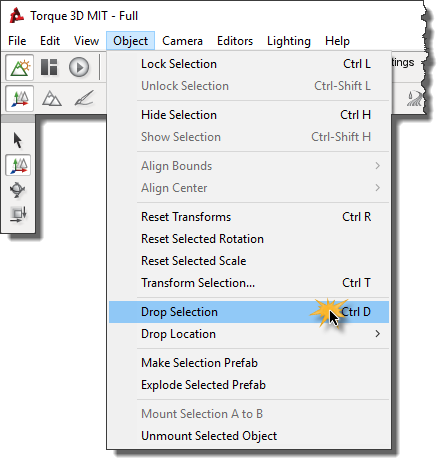 Torque 3D MIT - Full
File Edit View Object Camera Editors Lighting Help
tings
Lock Selection Ctrl L
Unlock Selection Ctrl-Shift L
Hide Selection Ctrl H
Show Selection Ctrl-Shift H
Align Bounds
Align Center
Reset Transforms Ctrl R
Reset Selected Rotation
Reset Selected Scale
Transform Selection... Ctrl T
Drop Selection Ctrl D
Drop Location
Make Selection Prefab
Explode Selected Prefab
Mount Selection A to B
Unmount Selected Object